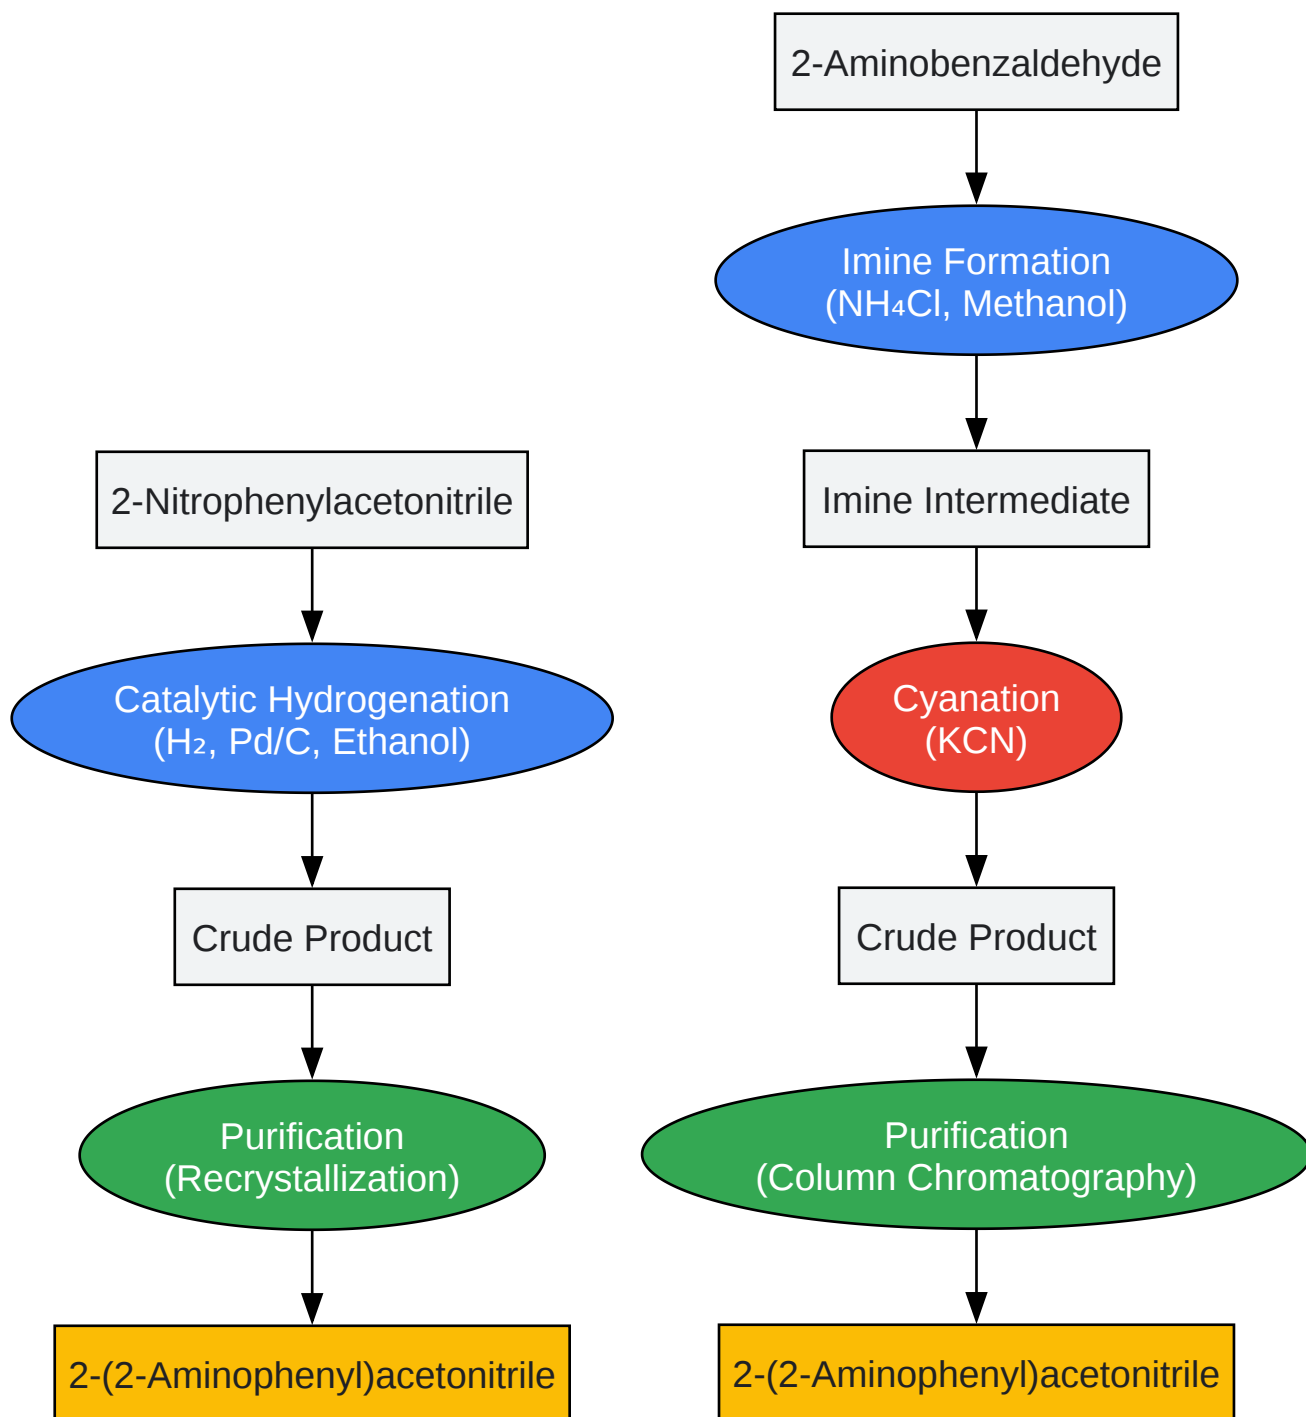 2-Aminobenzaldehyde
Imine Formation
(NH₄Cl, Methanol)
2-Nitrophenylacetonitrile
Imine Intermediate
Catalytic Hydrogenation
(H₂, Pd/C, Ethanol)
Cyanation
(KCN)
Crude Product
Crude Product
Purification
(Recrystallization)
Purification
(Column Chromatography)
2-(2-Aminophenyl)acetonitrile
2-(2-Aminophenyl)acetonitrile